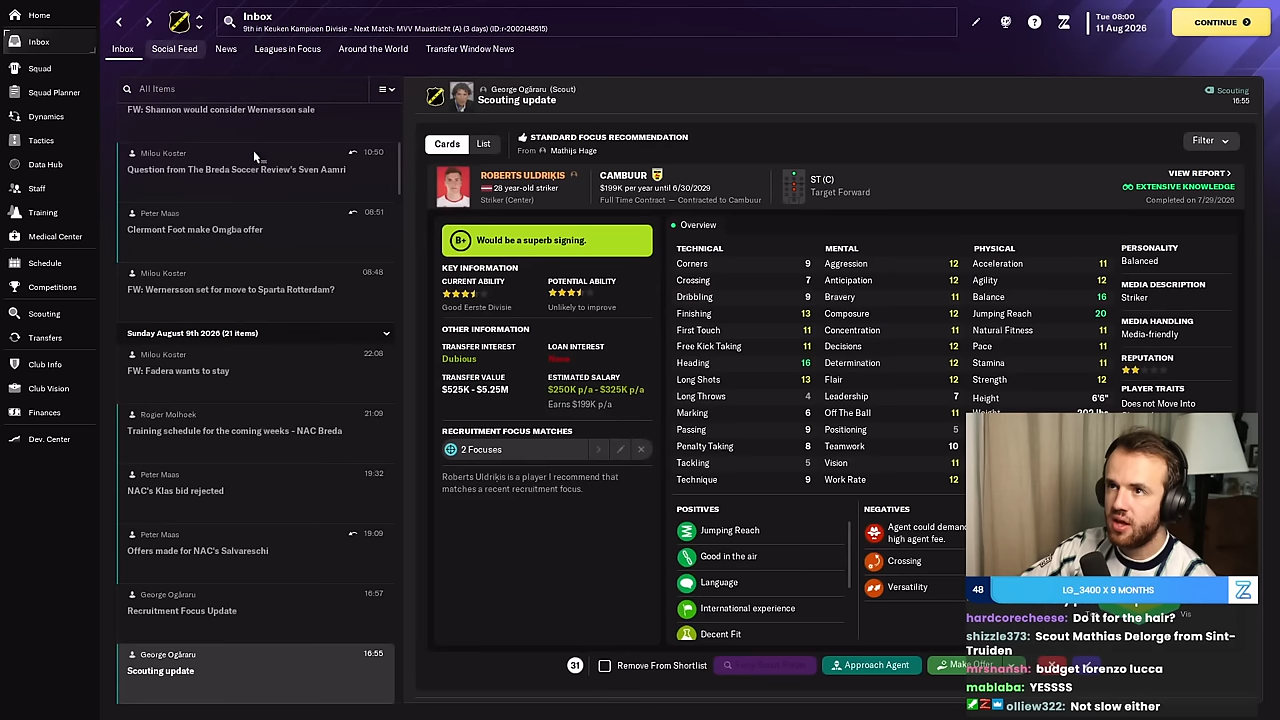 Home
Inbox
Squad
Squad Planner
Dynamics
Tactics
Data Hub
Staff
Training
Medical Center
Schedule
Competitions
Scouting
Transfers
Club Info
Club Vision
Finances
Dev. Center
Inbox
9th in Keuken Kampioen Divisie - Next Match: MVV Maastricht (A) (3 days) (ID:r-2002148515)
Tue 08:00
11 Aug 2026
CONTINUE
Inbox
Social Feed
News
Leagues in Focus
Around the World
Transfer Window News
All Items
FW: Shannon would consider Wernersson sale
Milou Koster 10:50
Question from The Breda Soccer Review's Sven Aamri
Peter Maas 08:51
Clermont Foot make Omgba offer
Milou Koster 08:48
FW: Wernersson set for move to Sparta Rotterdam?
Sunday August 9th 2026 (21 items)
Milou Koster 22:08
FW: Fadera wants to stay
Rogier Molhoek 21:09
Training schedule for the coming weeks - NAC Breda
Peter Maas 19:32
NAC's Klas bid rejected
Peter Maas 19:09
Offers made for NAC's Salvareschi
George Ogăraru 16:57
Recruitment Focus Update
George Ogăraru 16:55
Scouting update
George Ogăraru (Scout)
Scouting update
Scouting
16:55
Cards
List
STANDARD FOCUS RECOMMENDATION
From Mathijs Hage
Filter
ROBERTS ULDRIĶIS
28 year-old striker
Striker (Center)
CAMBUUR
$199K per year until 6/30/2029
Full Time Contract — Contracted to Cambuur
ST (C)
Target Forward
VIEW REPORT
EXTENSIVE KNOWLEDGE
Completed on 7/29/2026
B+ Would be a superb signing.
KEY INFORMATION
CURRENT ABILITY
POTENTIAL ABILITY
Good Eerste Divisie
Unlikely to improve
OTHER INFORMATION
TRANSFER INTEREST
LOAN INTEREST
Dubious
None
TRANSFER VALUE
ESTIMATED SALARY
$525K - $5.25M
$250K p/a - $325K p/a
Earns $199K p/a
RECRUITMENT FOCUS MATCHES
2 Focuses
Roberts Uldriķis is a player I recommend that
matches a recent recruitment focus.
Overview
TECHNICAL
Corners 9
Crossing 7
Dribbling 9
Finishing 13
First Touch 11
Free Kick Taking 11
Heading 16
Long Shots 13
Long Throws 4
Marking 6
Passing 9
Penalty Taking 8
Tackling 5
Technique 9
MENTAL
Aggression 12
Anticipation 12
Bravery 11
Composure 12
Concentration 11
Decisions 12
Determination 12
Flair 12
Leadership 7
Off The Ball 11
Positioning 5
Teamwork 10
Vision 11
Work Rate 12
PHYSICAL
Acceleration 11
Agility 12
Balance 16
Jumping Reach 20
Natural Fitness 11
Pace 11
Stamina 11
Strength 12
Height 6'6"
PERSONALITY
Balanced
MEDIA DESCRIPTION
Striker
MEDIA HANDLING
Media-friendly
REPUTATION
PLAYER TRAITS
Does not Move Into
POSITIVES
Jumping Reach
Good in the air
Language
International experience
Decent Fit
NEGATIVES
Agent could demand
high agent fee.
Crossing
Versatility
31
Remove From Shortlist
Approach Agent
Make Offer
48
LG_3400 X 9 MONTHS
Vis
hardcorecheese: Do it for the hair?
shizzle373: Scout Mathias Delorge from Sint-
Truiden
mrsharish: budget lorenzo lucca
mablaba: YESSSS
olliew322: Not slow either